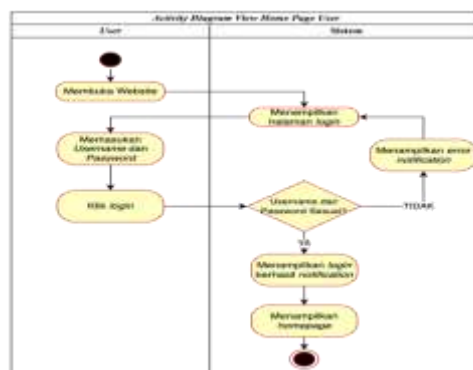 Activity Diagram View Home Page User
User
Sistem
Membuka Website
Menampilkan
halaman login
Memasukan
Username dan
Password
Menampilkan error
notification
Klik login
Username dan
Password Sesuai?
TIDAK
YA
Menampilkan login
berhasil notification
Menampilkan
homepage